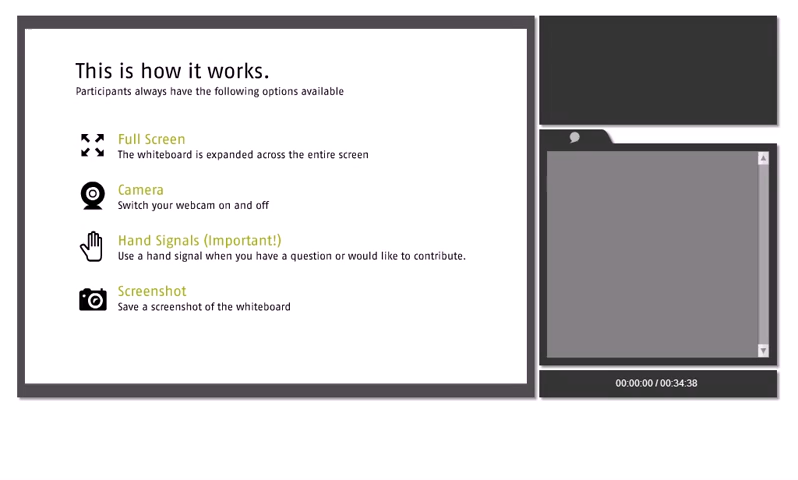 This is how it works.
Participants always have the following options available
Full Screen
The whiteboard is expanded across the entire screen
Camera
Switch your webcam on and off
Hand Signals (Important!)
Use a hand signal when you have a question or would like to contribute.
Screenshot
Save a screenshot of the whiteboard
00:00:00 / 00:34:38